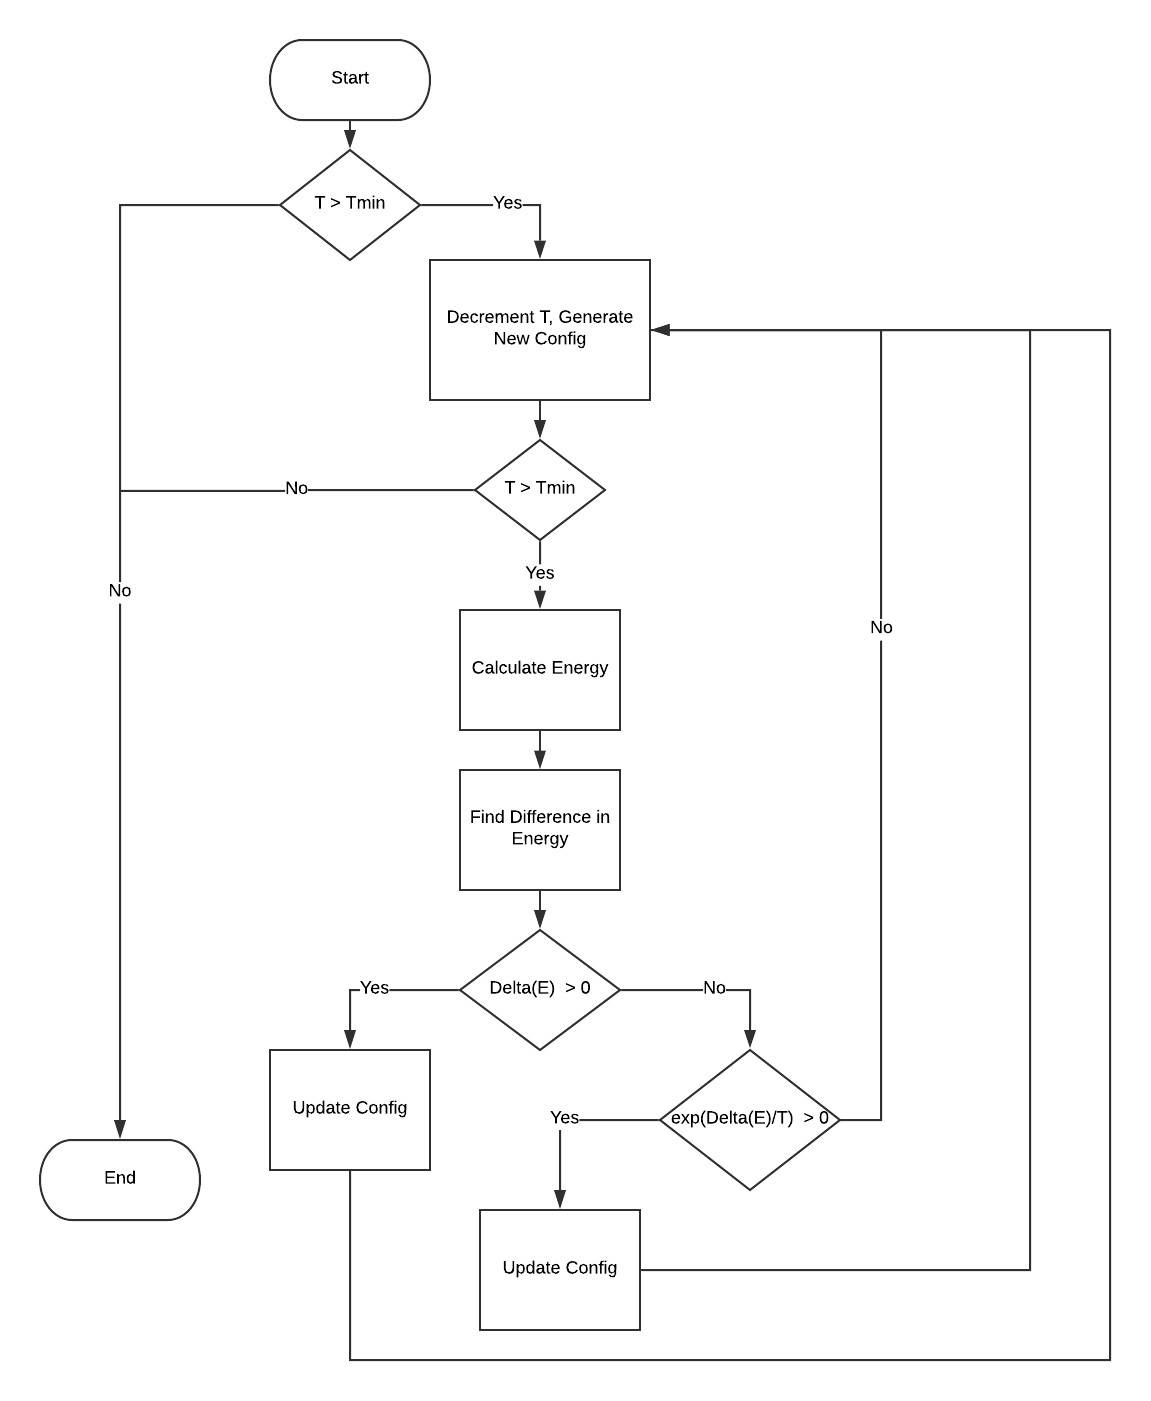 Start
T > Tmin
Yes
Decrement T, Generate
New Config
T > Tmin
No
Yes
No
No
Calculate Energy
Find Difference in
Energy
Delta(E)  > 0
Yes
No
Update Config
exp(Delta(E)/T)  > 0
Yes
End
Update Config